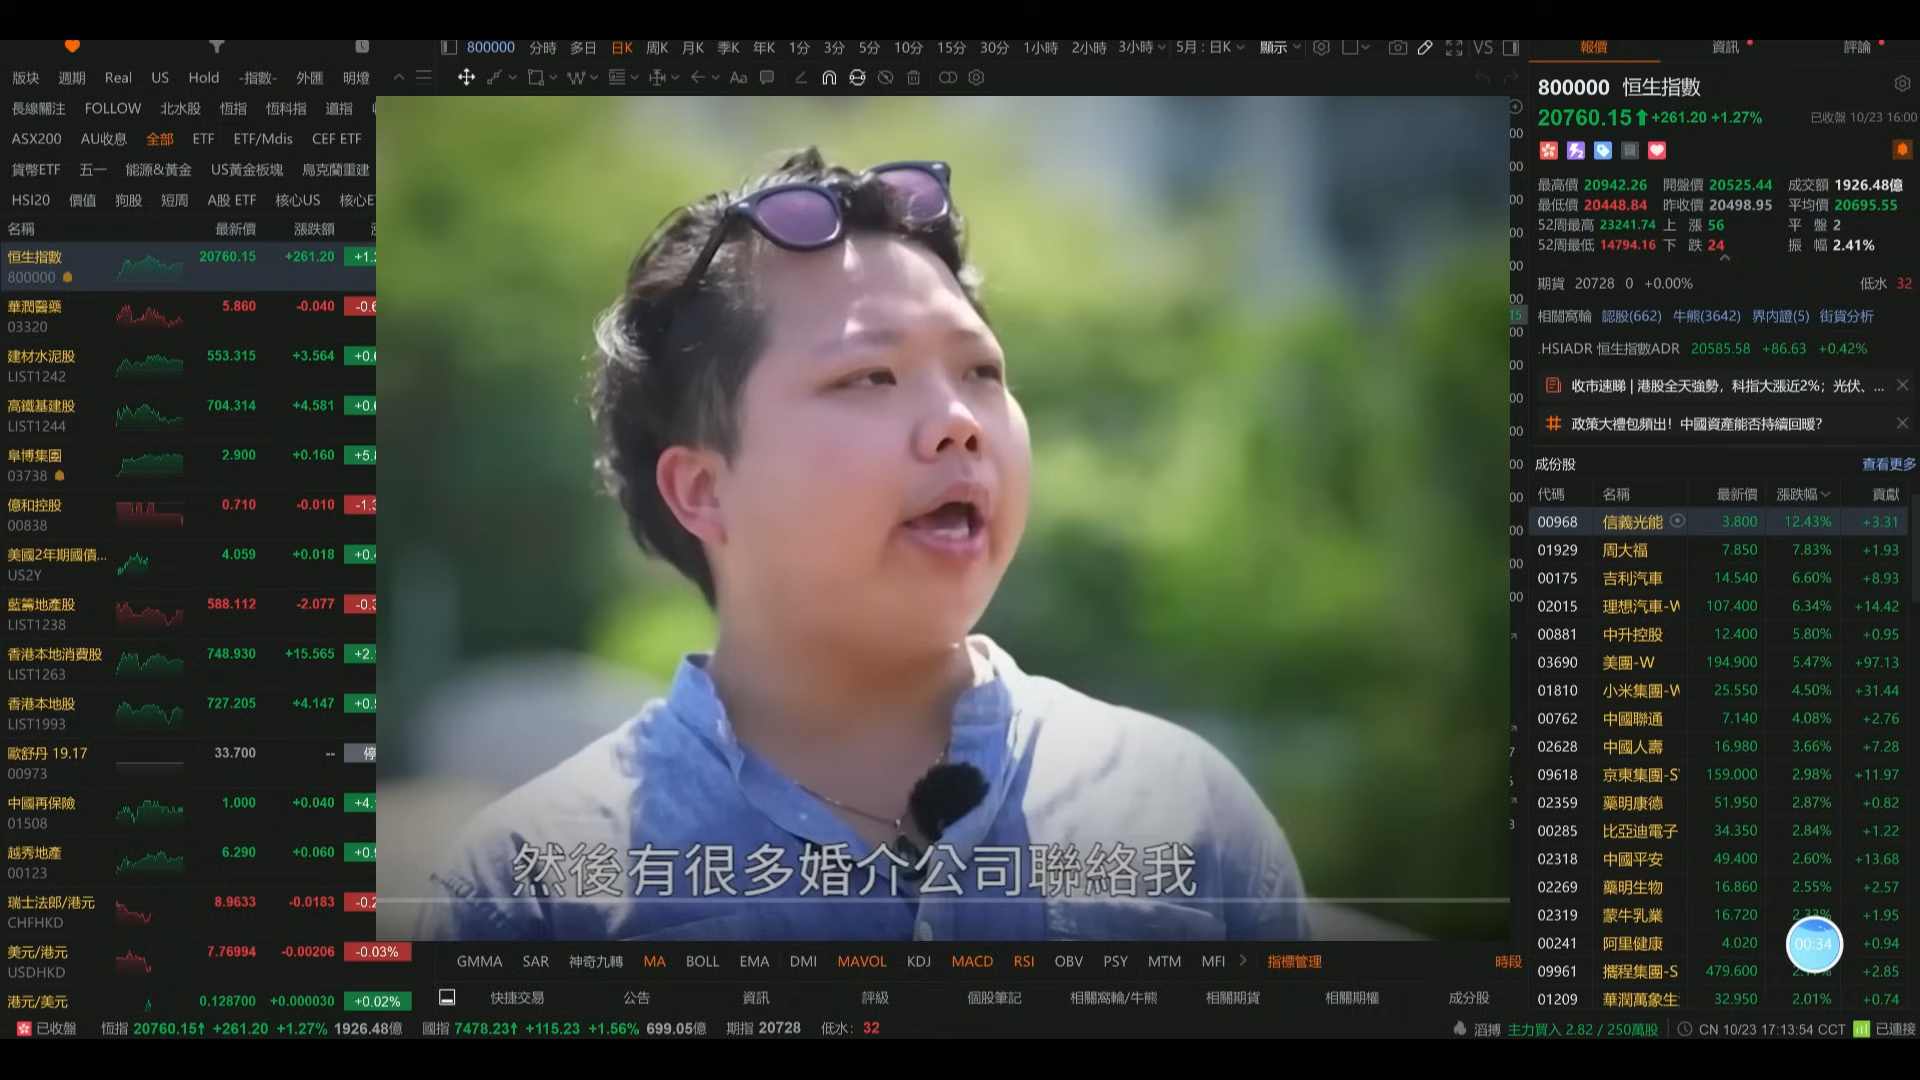 800000 分時 多日 日K 周K 月K 季K 年K 1分 3分 5分 10分 15分 30分 1小時 2小時 3小時 5月：日K 顯示 VS
報價 資訊 評論
版块 週期 Real US Hold -指數- 外匯 明燈
Aa
長線關注 FOLLOW 北水股 恆指 恆科指 道指
ASX200 AU收息 全部 ETF ETF/Mdis CEF ETF
貨幣ETF 五一 能源&黃金 US黃金板塊 烏克蘭重建
HSI20 價值 狗股 短周 A股 ETF 核心US
名稱 最新價 漲跌額
恒生指數 20760.15 +261.20
800000
華潤醫藥 5.860 -0.040
03320
建材水泥股 553.315 +3.564
LIST1242
高鐵基建股 704.314 +4.581
LIST1244
阜博集團 2.900 +0.160
03738
億和控股 0.710 -0.010
00838
美國2年期國債... 4.059 +0.018
US2Y
藍籌地產股 588.112 -2.077
LIST1238
香港本地消費股 748.930 +15.565
LIST1263
香港本地股 727.205 +4.147
LIST1993
歐舒丹 19.17 33.700 --
00973
中國再保險 1.000 +0.040
01508
越秀地產 6.290 +0.060
00123
瑞士法郎/港元 8.9633 -0.0183
CHFHKD
美元/港元 7.76994 -0.00206 -0.03%
USDHKD
港元/美元 0.128700 +0.000030 +0.02%
然後有很多婚介公司聯絡我
800000 恒生指數
20760.15 +261.20 +1.27% 已收盤 10/23 16:00
最高價 20942.26 開盤價 20525.44 成交額 1926.48億
最低價 20448.84 昨收價 20498.95 平均價 20695.55
52周最高 23241.74 上 漲 56 平 盤 2
52周最低 14794.16 下 跌 24 振 幅 2.41%
期貨 20728 0 +0.00% 低水 32
相關窩輪 認股(662) 牛熊(3642) 界內證(5) 街貨分析
.HSIADR 恒生指數ADR 20585.58 +86.63 +0.42%
收市速睇 | 港股全天強勢，科指大漲近2%；光伏、...
政策大禮包頻出！中國資產能否持續回暖？
成份股 查看更多
代碼 名稱 最新價 漲跌幅 貢獻
00968 信義光能 3.800 12.43% +3.31
01929 周大福 7.850 7.83% +1.93
00175 吉利汽車 14.540 6.60% +8.93
02015 理想汽車-W 107.400 6.34% +14.42
00881 中升控股 12.400 5.80% +0.95
03690 美團-W 194.900 5.47% +97.13
01810 小米集團-W 25.550 4.50% +31.44
00762 中國聯通 7.140 4.08% +2.76
02628 中國人壽 16.980 3.66% +7.28
09618 京東集團-S 159.000 2.98% +11.97
02359 藥明康德 51.950 2.87% +0.82
00285 比亞迪電子 34.350 2.84% +1.22
02318 中國平安 49.400 2.60% +13.68
02269 藥明生物 16.860 2.55% +2.57
02319 蒙牛乳業 16.720 +1.95
00241 阿里健康 4.020 +0.94
00:34
09961 攜程集團-S 479.600 +2.85
01209 華潤萬象生 32.950 2.01% +0.74
GMMA SAR 神奇九轉 MA BOLL EMA DMI MAVOL KDJ MACD RSI OBV PSY MTM MFI 指標管理 時段
快捷交易 公告 資訊 評級 個股筆記 相關窩輪/牛熊 相關期貨 相關期權 成分股
已收盤 恆指 20760.15 +261.20 +1.27% 1926.48億 國指 7478.23 +115.23 +1.56% 699.05億 期指 20728 低水： 32 滔搏 主力買入 2.82 / 250萬股 CN 10/23 17:13:54 CCT 已連接